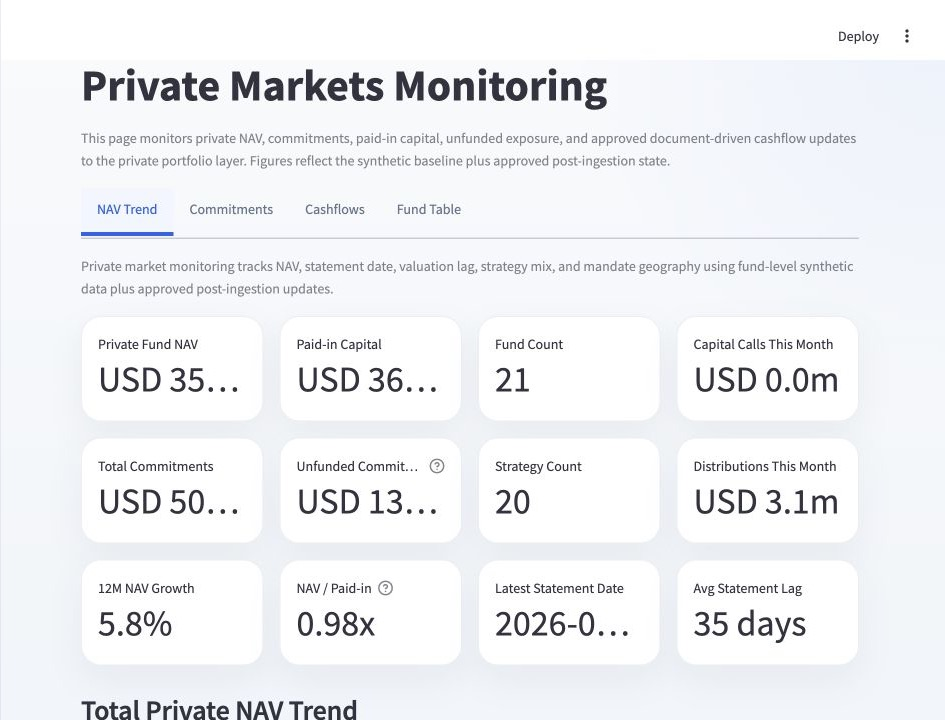 Deploy
Private Markets Monitoring
This page monitors private NAV, commitments, paid-in capital, unfunded exposure, and approved document-driven cashflow updates
to the private portfolio layer. Figures reflect the synthetic baseline plus approved post-ingestion state.
NAV Trend Commitments Cashflows Fund Table
Private market monitoring tracks NAV, statement date, valuation lag, strategy mix, and mandate geography using fund-level synthetic
data plus approved post-ingestion updates.
Private Fund NAV Paid-in Capital Fund Count Capital Calls This Month
USD 35... USD 36... 21 USD 0.0m
Total Commitments Unfunded Commit... Strategy Count Distributions This Month
USD 50... USD 13... 20 USD 3.1m
12M NAV Growth NAV / Paid-in Latest Statement Date Avg Statement Lag
5.8% 0.98x 2026-0... 35 days
Total Private NAV Trend